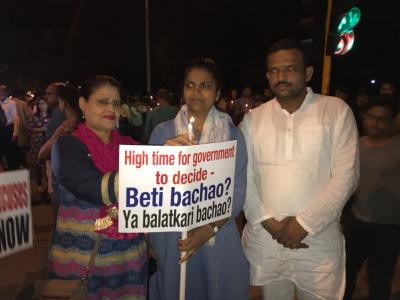 High time for government
to decide -
Beti bachao?
Ya balatkari bachao?
NOW